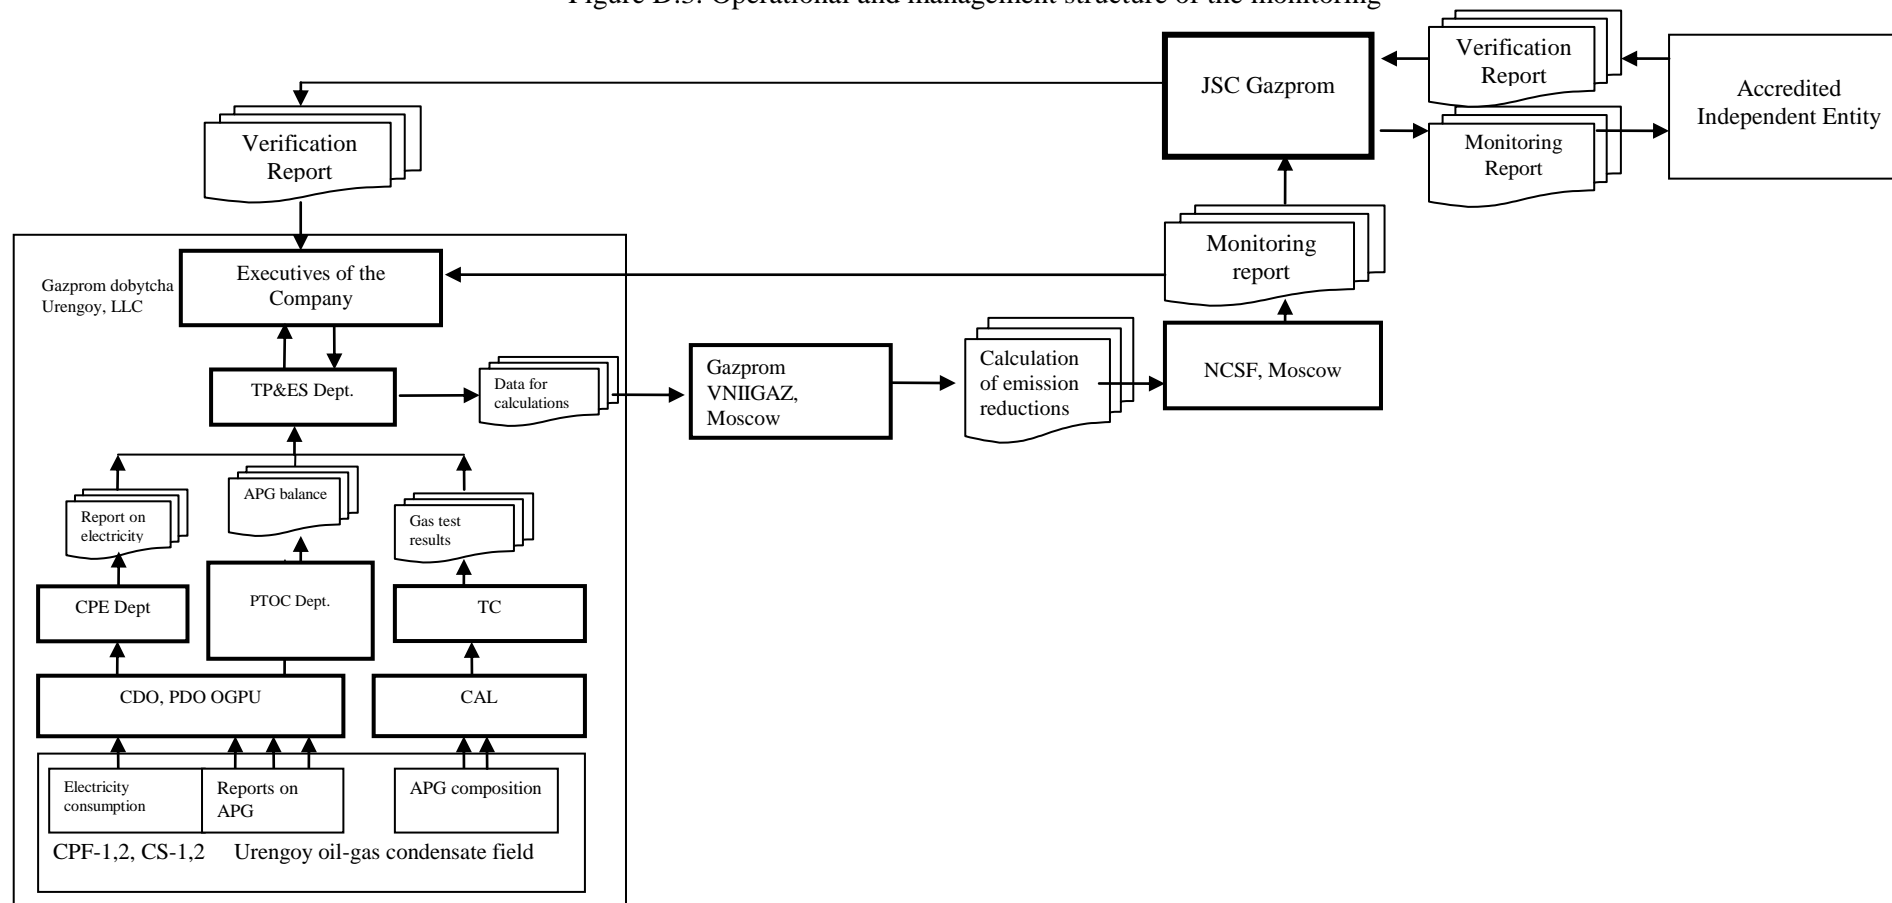 Figure D.3. Operational and management structure of the monitoring
Verification
Report
JSC Gazprom
Accredited
Independent Entity
Verification
Report
Monitoring
Report
Monitoring
report
Gazprom dobytcha
Urengoy, LLC
Executives of the
Company
TP&ES Dept.
Data for
calculations
Gazprom
VNIIGAZ,
Moscow
Calculation
of emission
reductions
NCSF, Moscow
Report on
electricity
APG balance
Gas test
results
CPE Dept
PTOC Dept.
TC
CDO, PDO OGPU
CAL
Electricity
consumption
Reports on
APG
APG composition
CPF-1,2, CS-1,2 Urengoy oil-gas condensate field